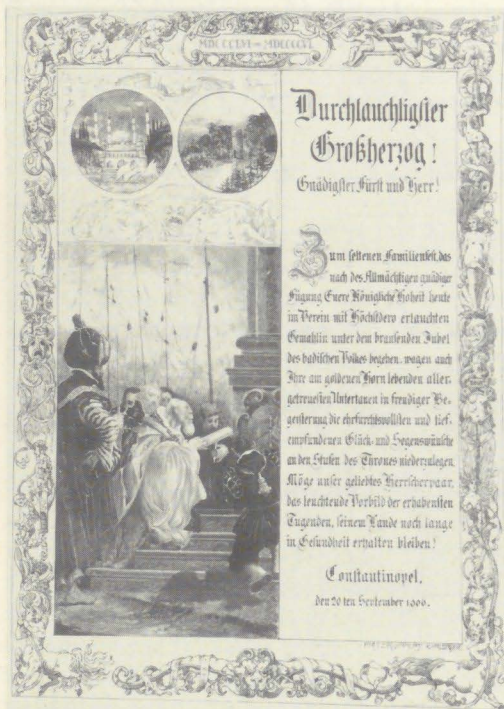 MDCCCLVI – MDCCCCVI
Durchlauchtigster
Großherzog!
Gnädigster Fürst und Herr!
Zum seltenen Familienfest, das
nach des Allmächtigen gnädiger
Fügung Euere Königliche Hoheit heute
im Verein mit Höchstdero erlauchten
Gemahlin unter dem brausenden Jubel
des badischen Volkes begehen, wagen auch
Ihre am goldenen Horn lebenden aller-
getreuesten Untertanen in freudiger Be-
geisterung die ehrfurchtsvollsten und tief-
empfundenen Glück- und Segenswünsche
an den Stufen des Thrones niederzulegen.
Möge unser geliebtes Herrscherpaar,
das leuchtende Vorbild der erhabensten
Tugenden, seinem Lande noch lange
in Gesundheit erhalten bleiben!
Constantinopel,
den 20ten September 1906.